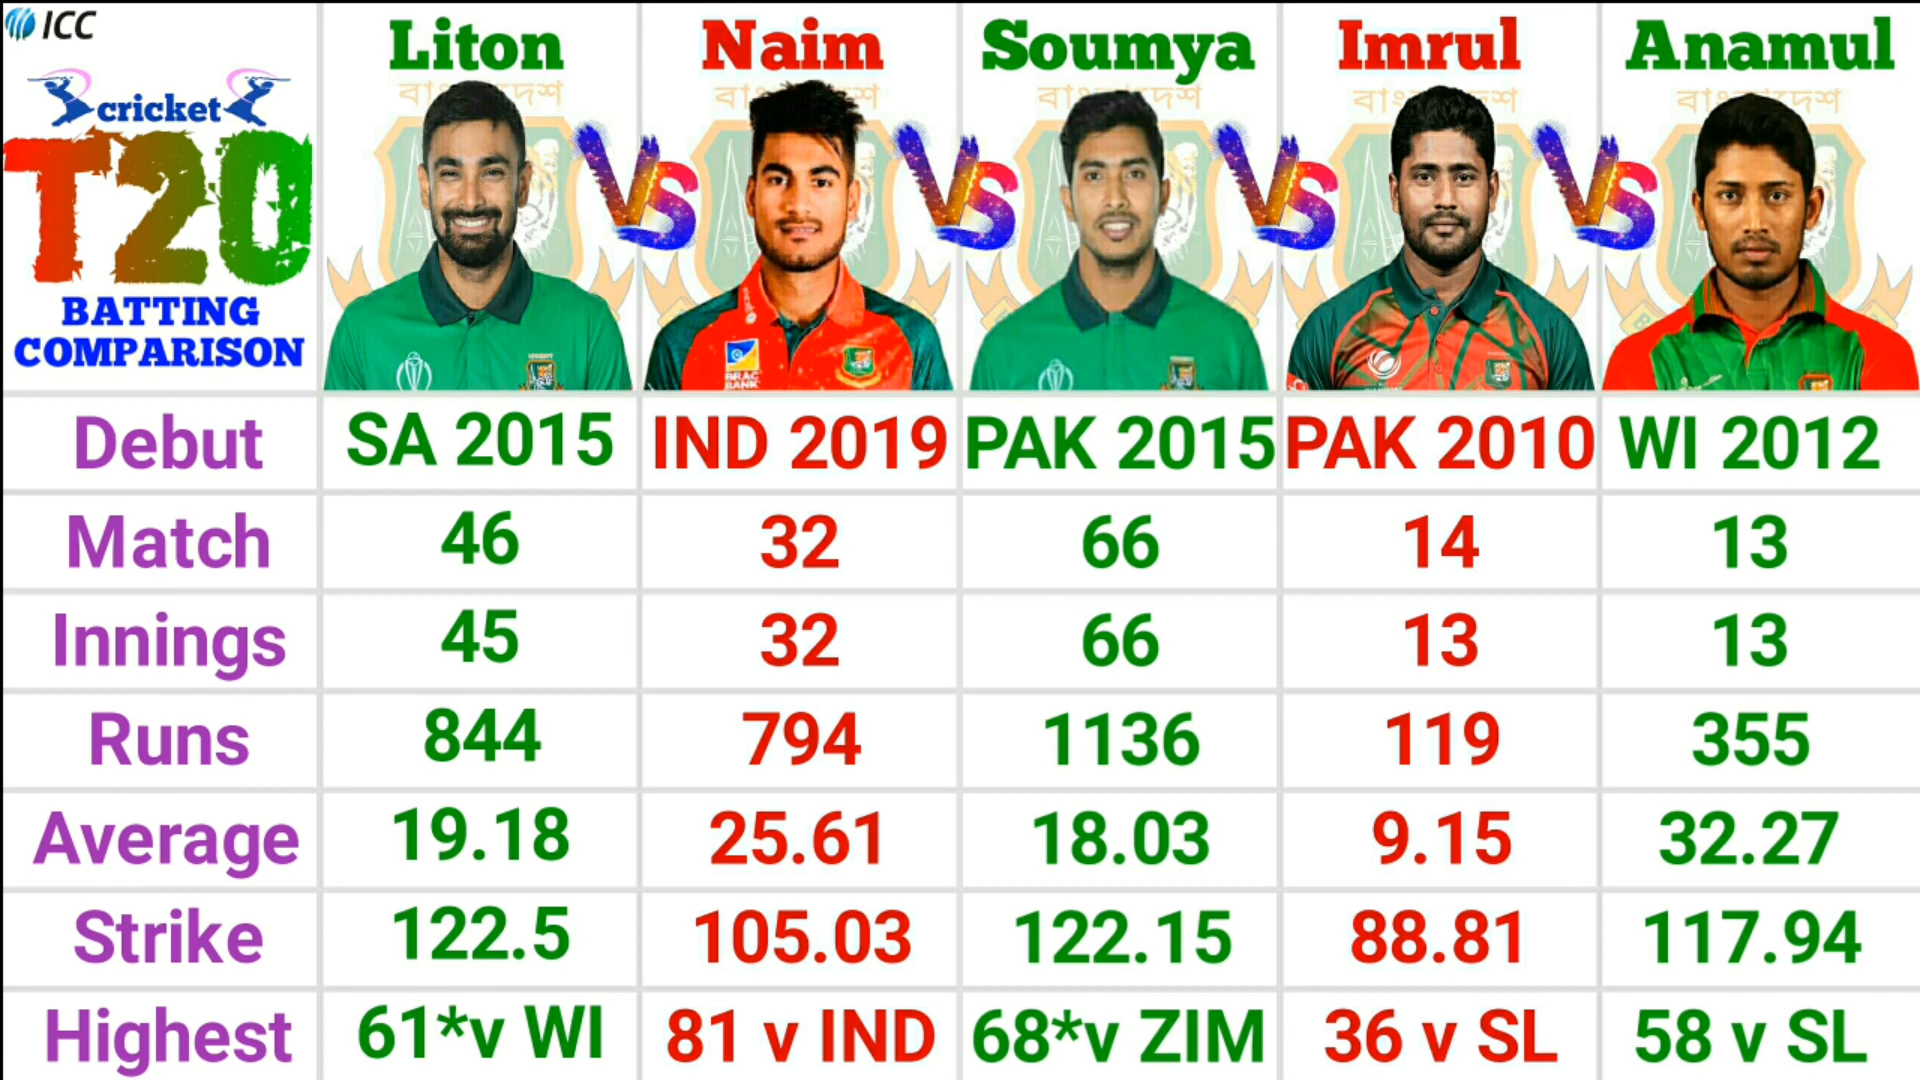 ICC
cricket
T20
BATTING
COMPARISON
Liton Naim Soumya Imrul Anamul
VS VS VS VS
BRAC
BANK
Debut SA 2015 IND 2019 PAK 2015 PAK 2010 WI 2012
Match 46 32 66 14 13
Innings 45 32 66 13 13
Runs 844 794 1136 119 355
Average 19.18 25.61 18.03 9.15 32.27
Strike 122.5 105.03 122.15 88.81 117.94
Highest 61*v WI 81 v IND 68*v ZIM 36 v SL 58 v SL